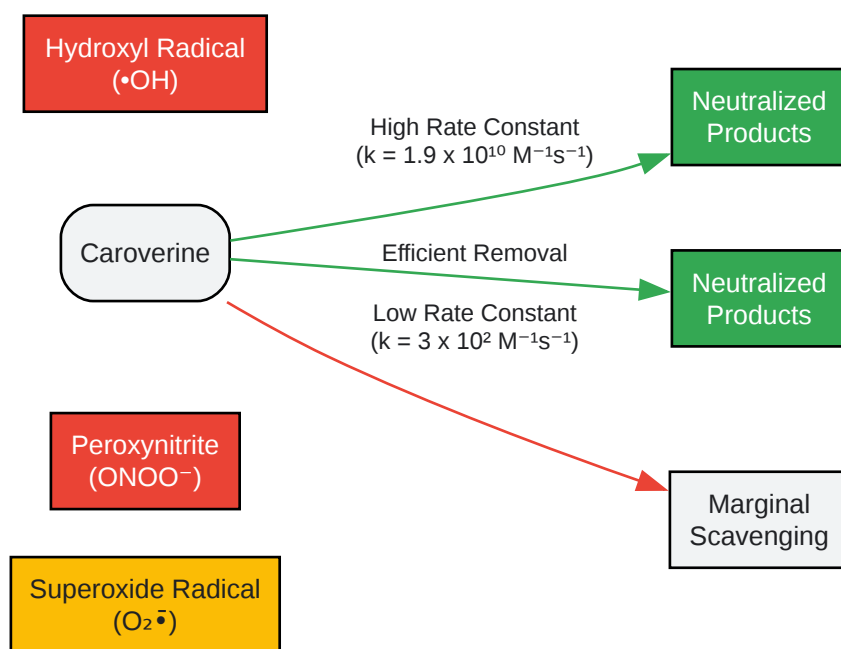 Hydroxyl Radical
(•OH)
Neutralized
Products
High Rate Constant
(k = 1.9 x 10¹⁰ M⁻¹s⁻¹)
Caroverine
Efficient Removal
Neutralized
Products
Low Rate Constant
(k = 3 x 10² M⁻¹s⁻¹)
Peroxynitrite
(ONOO⁻)
Marginal
Scavenging
Superoxide Radical
(O₂•̄)